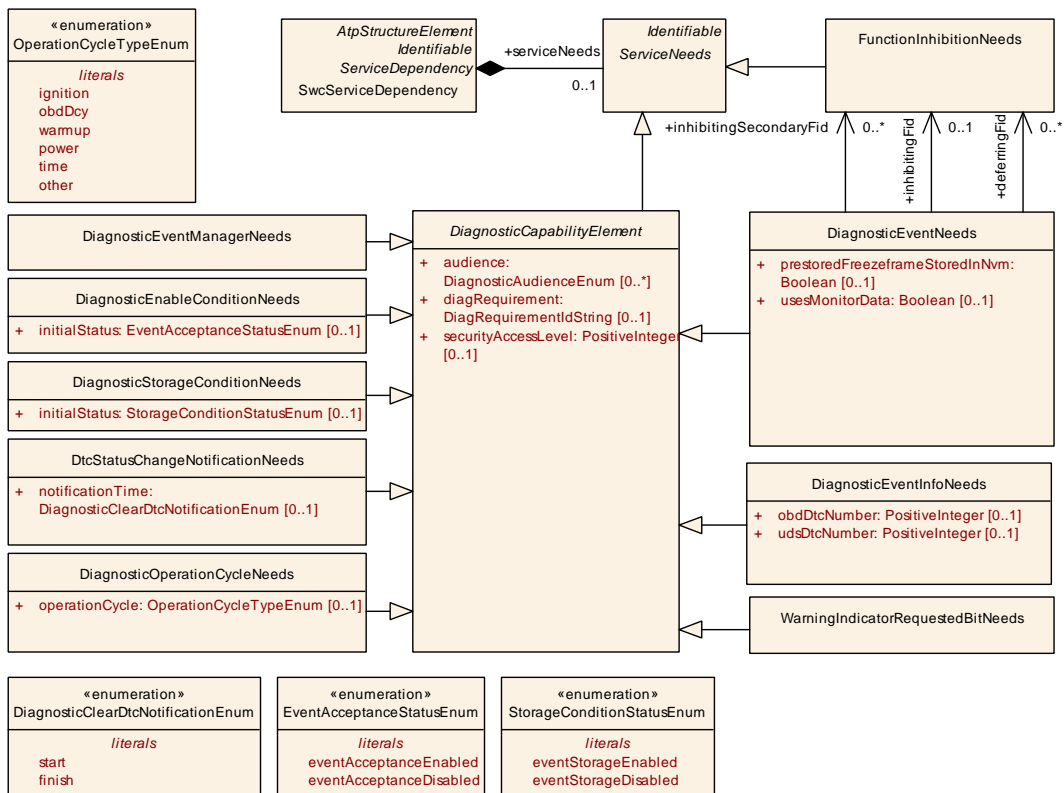 «enumeration»
OperationCycleTypeEnum
literals
ignition
obdDcy
warmup
power
time
other
AtpStructureElement
Identifiable
ServiceDependency
SwcServiceDependency
+serviceNeeds
0..1
Identifiable
ServiceNeeds
FunctionInhibitionNeeds
+inhibitingSecondaryFid
0..*
+inhibitingFid
0..1
+deferringFid
0..*
DiagnosticEventManagerNeeds
DiagnosticEnableConditionNeeds
+ initialStatus: EventAcceptanceStatusEnum [0..1]
DiagnosticStorageConditionNeeds
+ initialStatus: StorageConditionStatusEnum [0..1]
DtcStatusChangeNotificationNeeds
+ notificationTime:
DiagnosticClearDtcNotificationEnum [0..1]
DiagnosticOperationCycleNeeds
+ operationCycle: OperationCycleTypeEnum [0..1]
DiagnosticCapabilityElement
+ audience:
DiagnosticAudienceEnum [0..*]
+ diagRequirement:
DiagRequirementIdString [0..1]
+ securityAccessLevel: PositiveInteger
[0..1]
DiagnosticEventNeeds
+ prestoredFreezeframeStoredInNvm:
Boolean [0..1]
+ usesMonitorData: Boolean [0..1]
DiagnosticEventInfoNeeds
+ obdDtcNumber: PositiveInteger [0..1]
+ udsDtcNumber: PositiveInteger [0..1]
WarningIndicatorRequestedBitNeeds
«enumeration»
DiagnosticClearDtcNotificationEnum
literals
start
finish
«enumeration»
EventAcceptanceStatusEnum
literals
eventAcceptanceEnabled
eventAcceptanceDisabled
«enumeration»
StorageConditionStatusEnum
literals
eventStorageEnabled
eventStorageDisabled